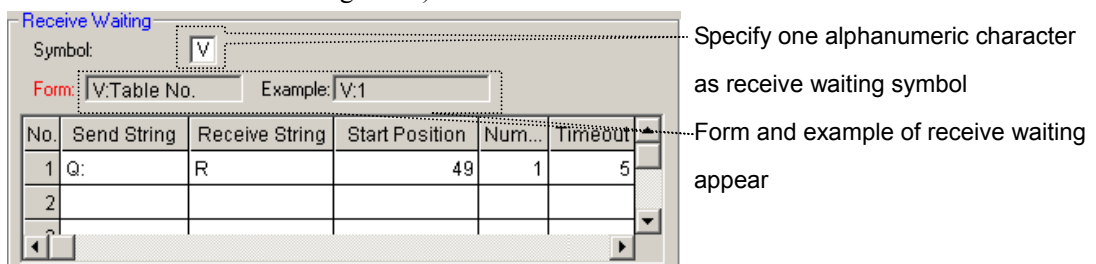 Receive Waiting
Symbol: V
Specify one alphanumeric character
as receive waiting symbol
Form: V:Table No. Example: V:1
Form and example of receive waiting
appear
No. Send String Receive String Start Position Num... Timeout
1 Q: R 49 1 5
2